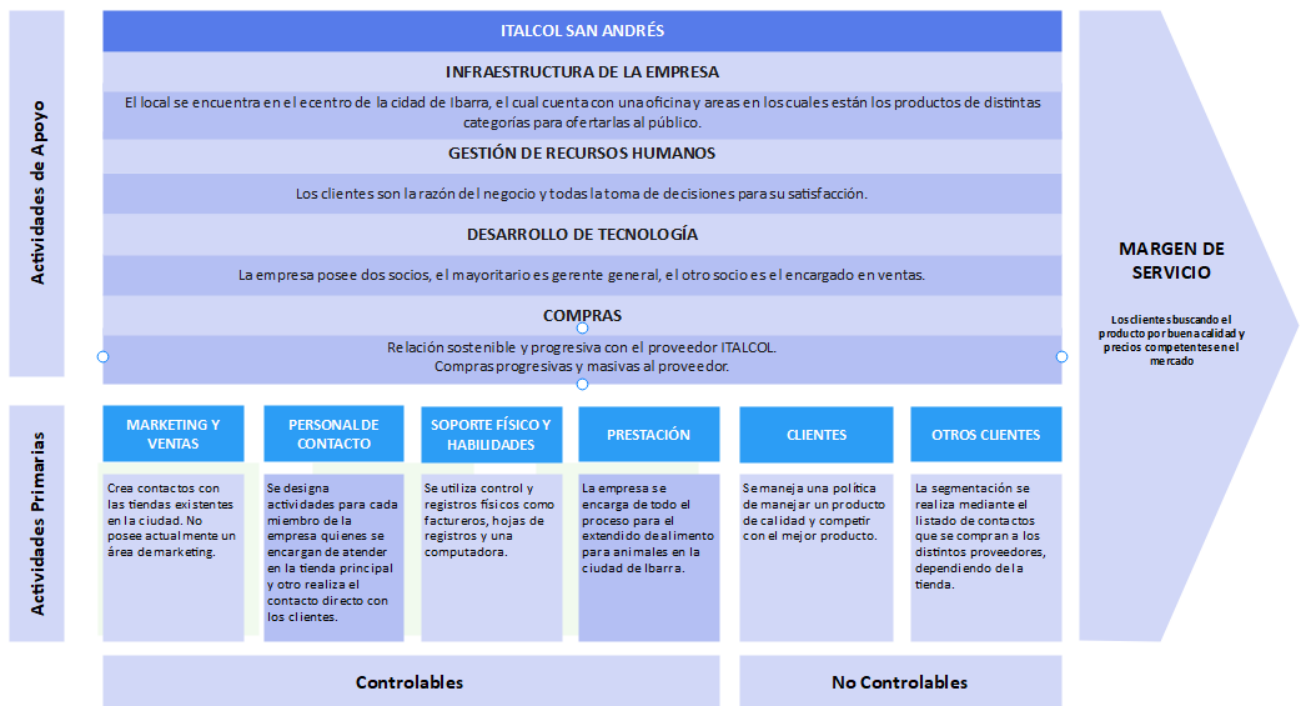 ITALCOL SAN ANDRÉS
INFRAESTRUCTURA DE LA EMPRESA
El local se encuentra en el ecentro de la cidad de Ibarra, el cual cuenta con una oficina y areas en los cuales están los productos de distintas
categorías para ofertarlas al público.
GESTIÓN DE RECURSOS HUMANOS
Los clientes son la razón del negocio y todas la toma de decisiones para su satisfacción.
DESARROLLO DE TECNOLOGÍA
La empresa posee dos socios, el mayoritario es gerente general, el otro socio es el encargado en ventas.
COMPRAS
Relación sostenible y progresiva con el proveedor ITALCOL.
Compras progresivas y masivas al proveedor.
Actividades de Apoyo
MARGEN DE
SERVICIO
Los clientes buscando el
producto por buena calidad y
precios competentes en el
mercado
Actividades Primarias
MARKETING Y
VENTAS
Crea contactos con
las tiendas existentes
en la ciudad. No
posee actualmente un
área de marketing.
PERSONAL DE
CONTACTO
Se designa
actividades para cada
miembro de la
empresa quienes se
encargan de atender
en la tienda principal
y otro realiza el
contacto directo con
los clientes.
SOPORTE FÍSICO Y
HABILIDADES
Se utiliza control y
registros físicos como
factureros, hojas de
registros y una
computadora.
PRESTACIÓN
La empresa se
encarga de todo el
proceso para el
extendido de alimento
para animales en la
ciudad de Ibarra.
CLIENTES
Se maneja una política
de manejar un producto
de calidad y competir
con el mejor producto.
OTROS CLIENTES
La segmentación se
realiza mediante el
listado de contactos
que se compran a los
distintos proveedores,
dependiendo de la
tienda.
Controlables
No Controlables